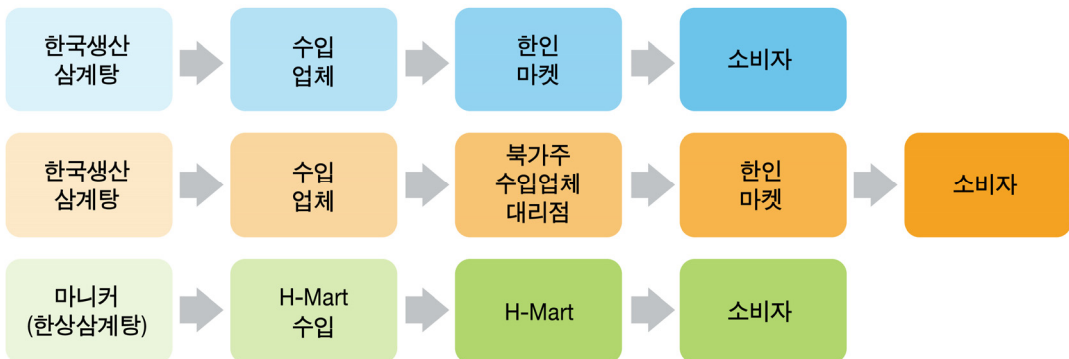 한국생산
삼계탕
수입
업체
한인
마켓
소비자
한국생산
삼계탕
수입
업체
북가주
수입업체
대리점
한인
마켓
소비자
마니커
(한상삼계탕)
H-Mart
수입
H-Mart
소비자